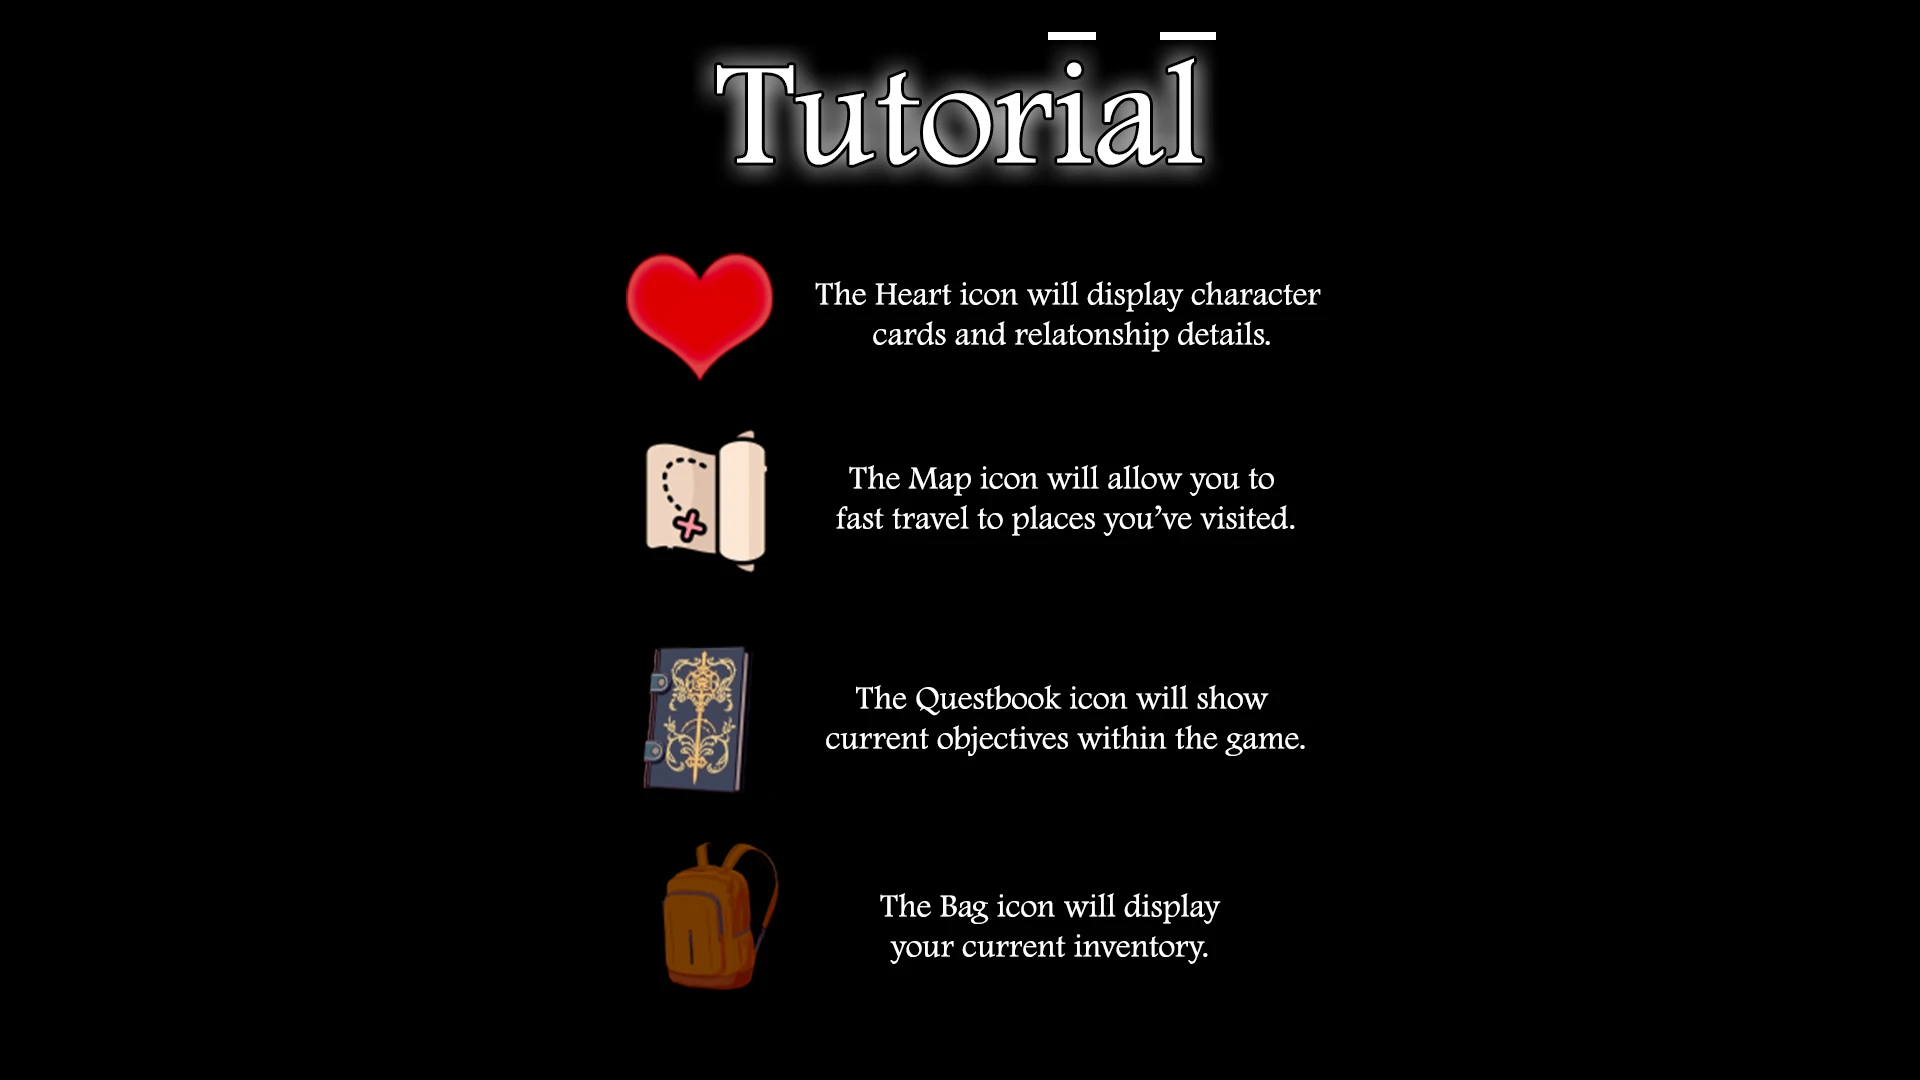 Tutorial
The Heart icon will display character
cards and relatonship details.
The Map icon will allow you to
fast travel to places you’ve visited.
The Questbook icon will show
current objectives within the game.
The Bag icon will display
your current inventory.